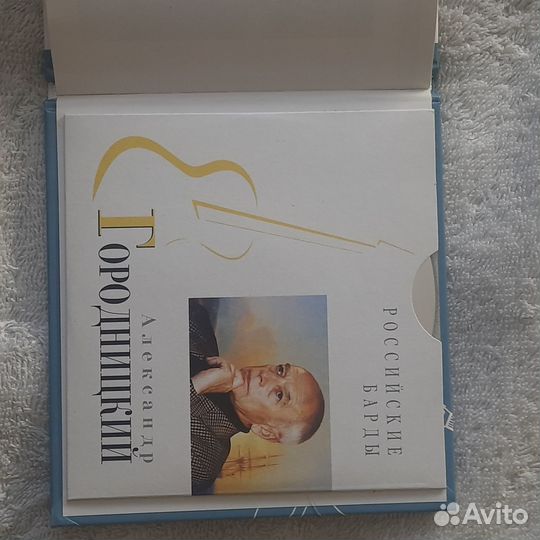 РОССИЙСКИЕ
БАРДЫ
Александр
ГОРОДНИЦКИЙ
Avito